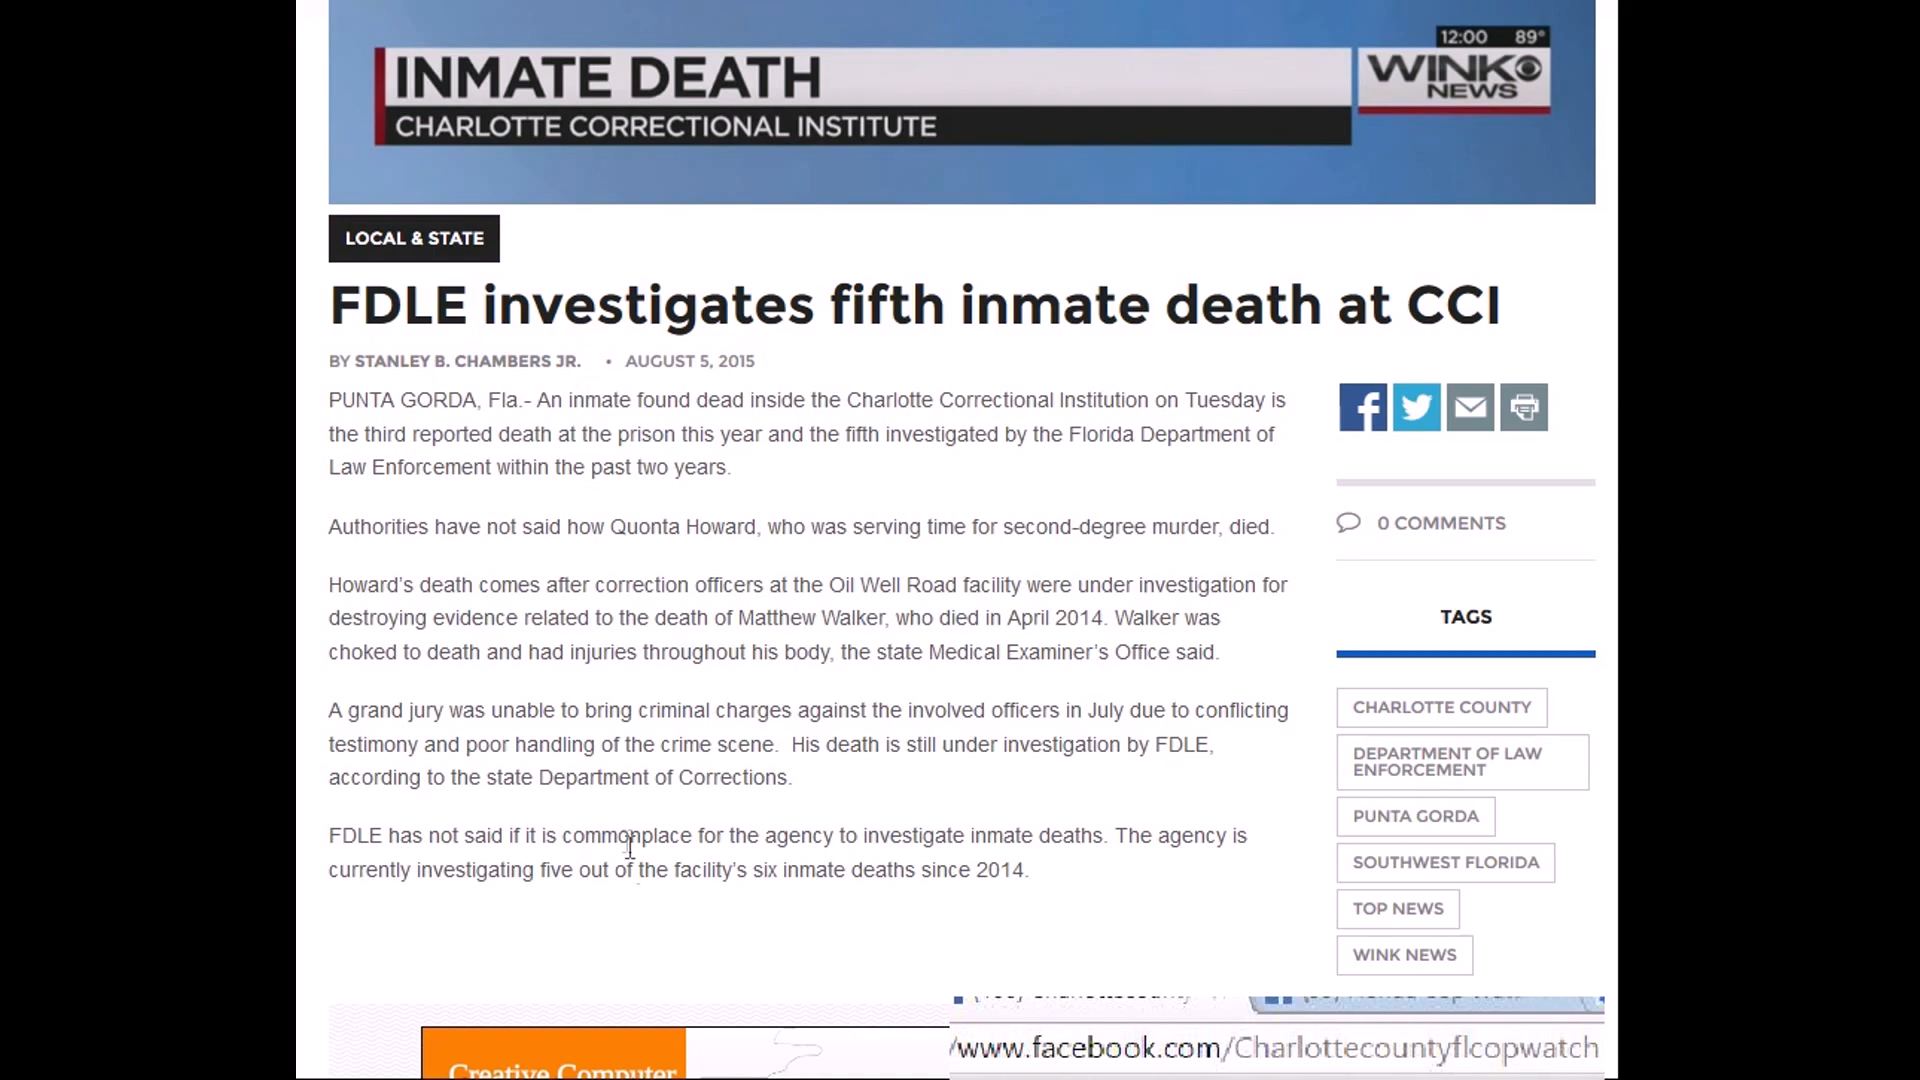 12:00 89°
INMATE DEATH
WINK NEWS
CHARLOTTE CORRECTIONAL INSTITUTE
LOCAL & STATE
FDLE investigates fifth inmate death at CCI
BY STANLEY B. CHAMBERS JR. • AUGUST 5, 2015
PUNTA GORDA, Fla.- An inmate found dead inside the Charlotte Correctional Institution on Tuesday is
the third reported death at the prison this year and the fifth investigated by the Florida Department of
Law Enforcement within the past two years.
Authorities have not said how Quonta Howard, who was serving time for second-degree murder, died.
Howard’s death comes after correction officers at the Oil Well Road facility were under investigation for
destroying evidence related to the death of Matthew Walker, who died in April 2014. Walker was
choked to death and had injuries throughout his body, the state Medical Examiner’s Office said.
A grand jury was unable to bring criminal charges against the involved officers in July due to conflicting
testimony and poor handling of the crime scene.  His death is still under investigation by FDLE,
according to the state Department of Corrections.
FDLE has not said if it is commonplace for the agency to investigate inmate deaths. The agency is
currently investigating five out of the facility’s six inmate deaths since 2014.
0 COMMENTS
TAGS
CHARLOTTE COUNTY
DEPARTMENT OF LAW
ENFORCEMENT
PUNTA GORDA
SOUTHWEST FLORIDA
TOP NEWS
WINK NEWS
Creative Computer
/www.facebook.com/Charlottecountyflcopwatch